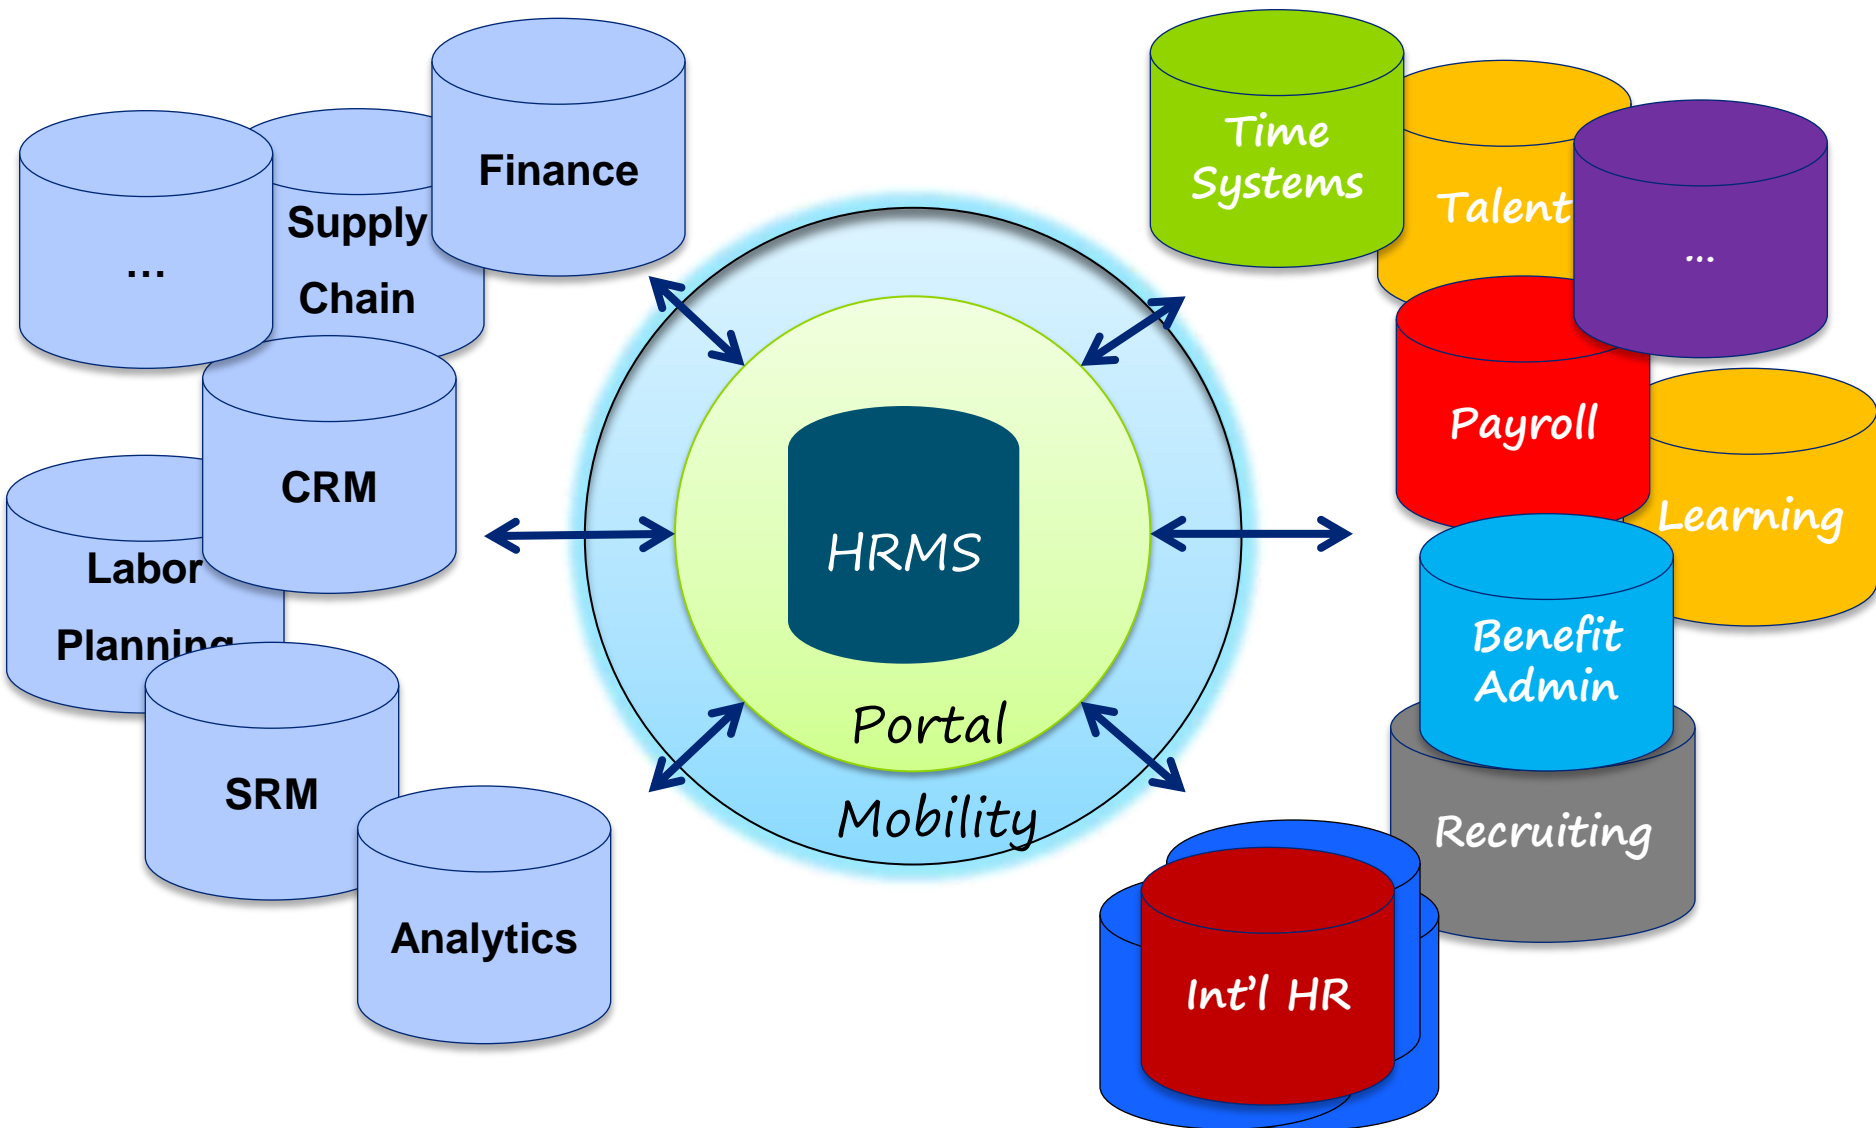 Finance
Supply
Chain
...
CRM
Labor
Planning
SRM
Analytics
HRMS
Portal
Mobility
Time
Systems
Talent
...
Payroll
Learning
Benefit
Admin
Recruiting
Int'l HR